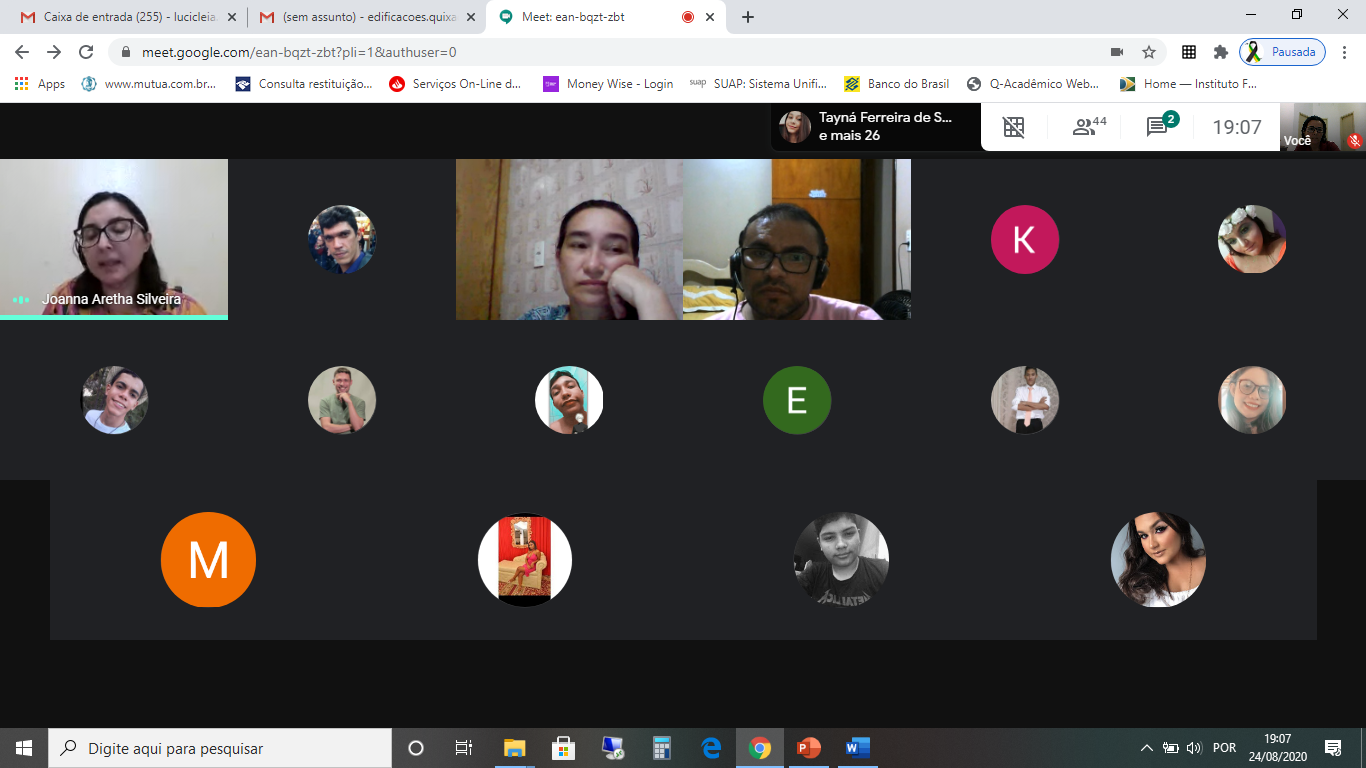 Caixa de entrada (255) - lucicleia.
(sem assunto) - edificacoes.quixa
Meet: ean-bqzt-zbt
meet.google.com/ean-bqzt-zbt?pli=1&authuser=0
Pausada
Apps
www.mutua.com.br...
Consulta restituição...
Serviços On-Line d...
Money Wise - Login
suap
SUAP: Sistema Unifi...
Banco do Brasil
Q-Acadêmico Web...
Home — Instituto F...
Tayná Ferreira de S...
e mais 26
44
2
19:07
Você
Joanna Aretha Silveira
K
E
M
METALLICA
Digite aqui para pesquisar
POR
19:07
24/08/2020